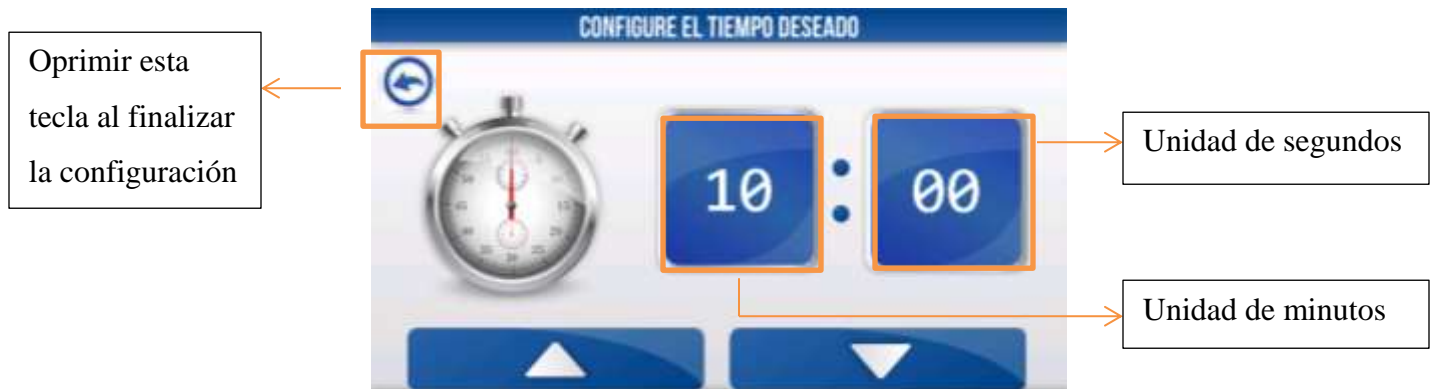 CONFIGURE EL TIEMPO DESEADO
Oprimir esta
tecla al finalizar
la configuración
10 : 00
Unidad de segundos
Unidad de minutos